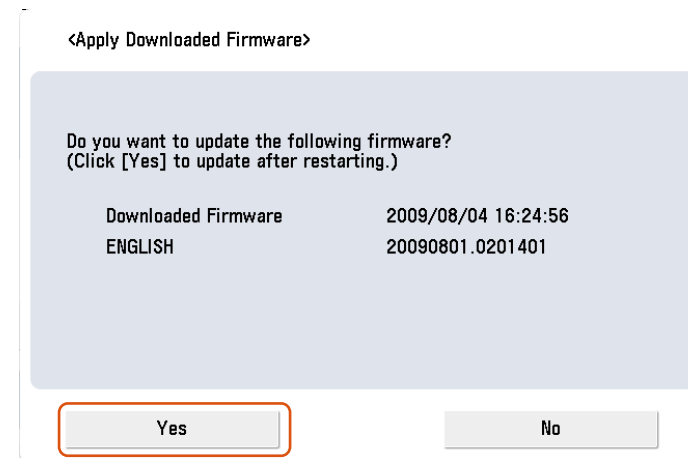 <Apply Downloaded Firmware>
Do you want to update the following firmware?
(Click [Yes] to update after restarting.)
Downloaded Firmware 2009/08/04 16:24:56
ENGLISH 20090801.0201401
Yes No